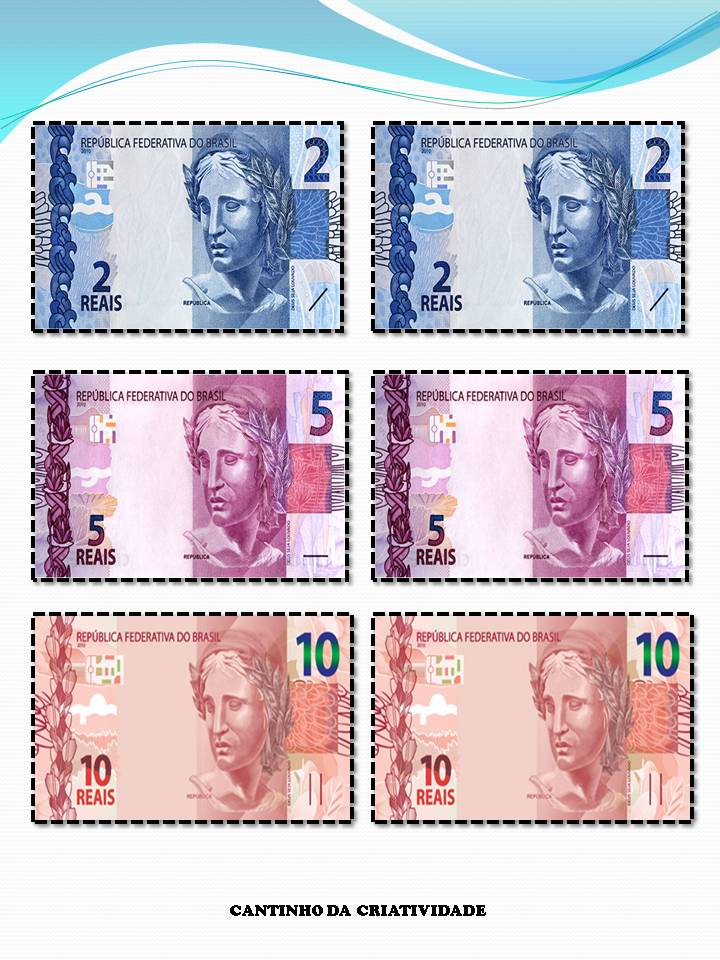 REPÚBLICA FEDERATIVA DO BRASIL
2010
2
2
REAIS
REPÚBLICA
DEUS SEJA LOUVADO
REPÚBLICA FEDERATIVA DO BRASIL
2010
2
2
REAIS
REPÚBLICA
DEUS SEJA LOUVADO
REPÚBLICA FEDERATIVA DO BRASIL
2010
5
5
REAIS
REPÚBLICA
DEUS SEJA LOUVADO
REPÚBLICA FEDERATIVA DO BRASIL
2010
5
5
REAIS
REPÚBLICA
DEUS SEJA LOUVADO
REPÚBLICA FEDERATIVA DO BRASIL
2010
10
10
REAIS
REPÚBLICA
DEUS SEJA LOUVADO
REPÚBLICA FEDERATIVA DO BRASIL
2010
10
10
REAIS
REPÚBLICA
DEUS SEJA LOUVADO
CANTINHO DA CRIATIVIDADE